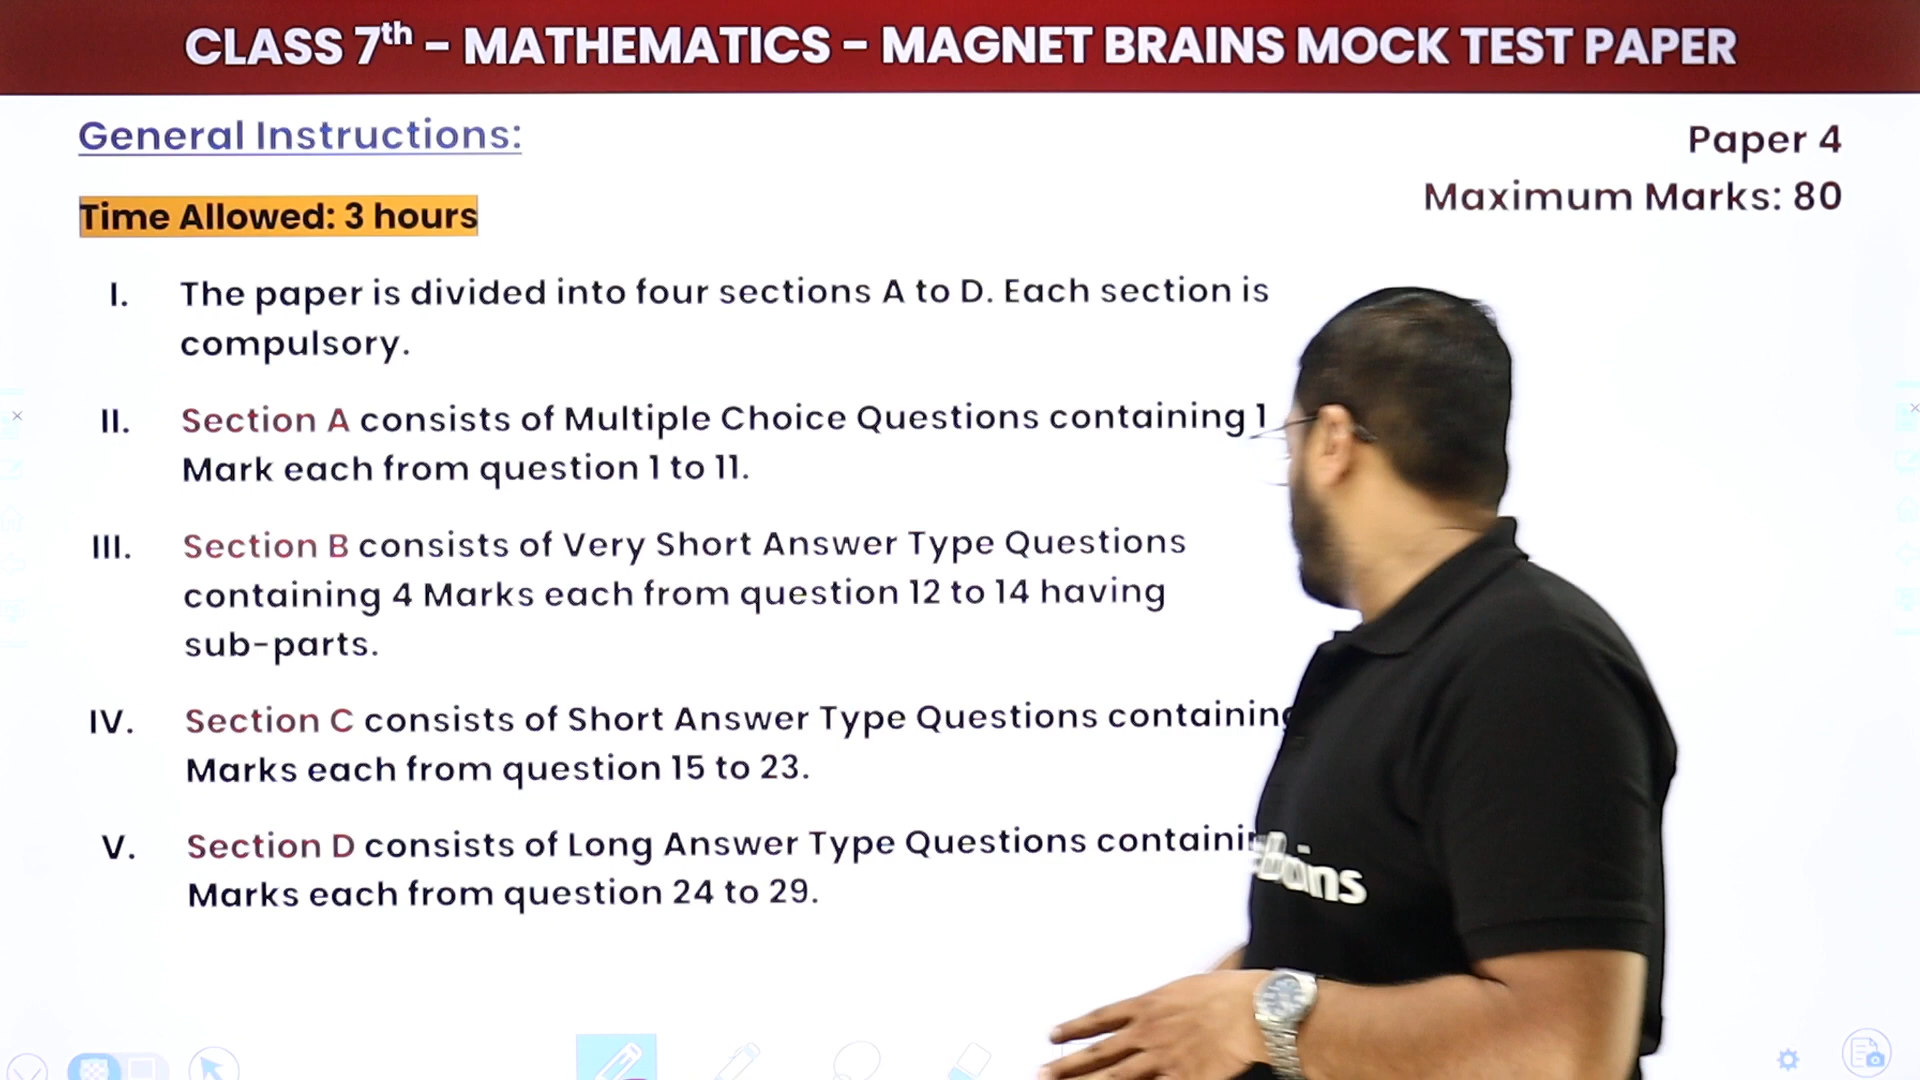 CLASS 7th – MATHEMATICS – MAGNET BRAINS MOCK TEST PAPER
General Instructions:
Paper 4
Maximum Marks: 80
Time Allowed: 3 hours
I. The paper is divided into four sections A to D. Each section is
compulsory.
II. Section A consists of Multiple Choice Questions containing 1
Mark each from question 1 to 11.
III. Section B consists of Very Short Answer Type Questions
containing 4 Marks each from question 12 to 14 having
sub-parts.
IV. Section C consists of Short Answer Type Questions containing
Marks each from question 15 to 23.
V. Section D consists of Long Answer Type Questions
Marks each from question 24 to 29.
Brains